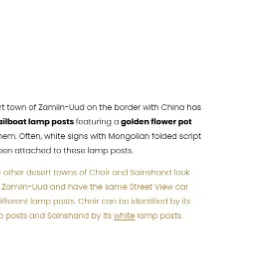 rt town of Zamiin-Uud on the border with China has
ailboat lamp posts featuring a golden flower pot
hem. Often, white signs with Mongolian folded script
een attached to these lamp posts.
other desert towns of Choir and Sainshand look
Zamiin-Uud and have the same Street View car
ifferent lamp posts. Choir can be identified by its
p posts and Sainshand by its white lamp posts.